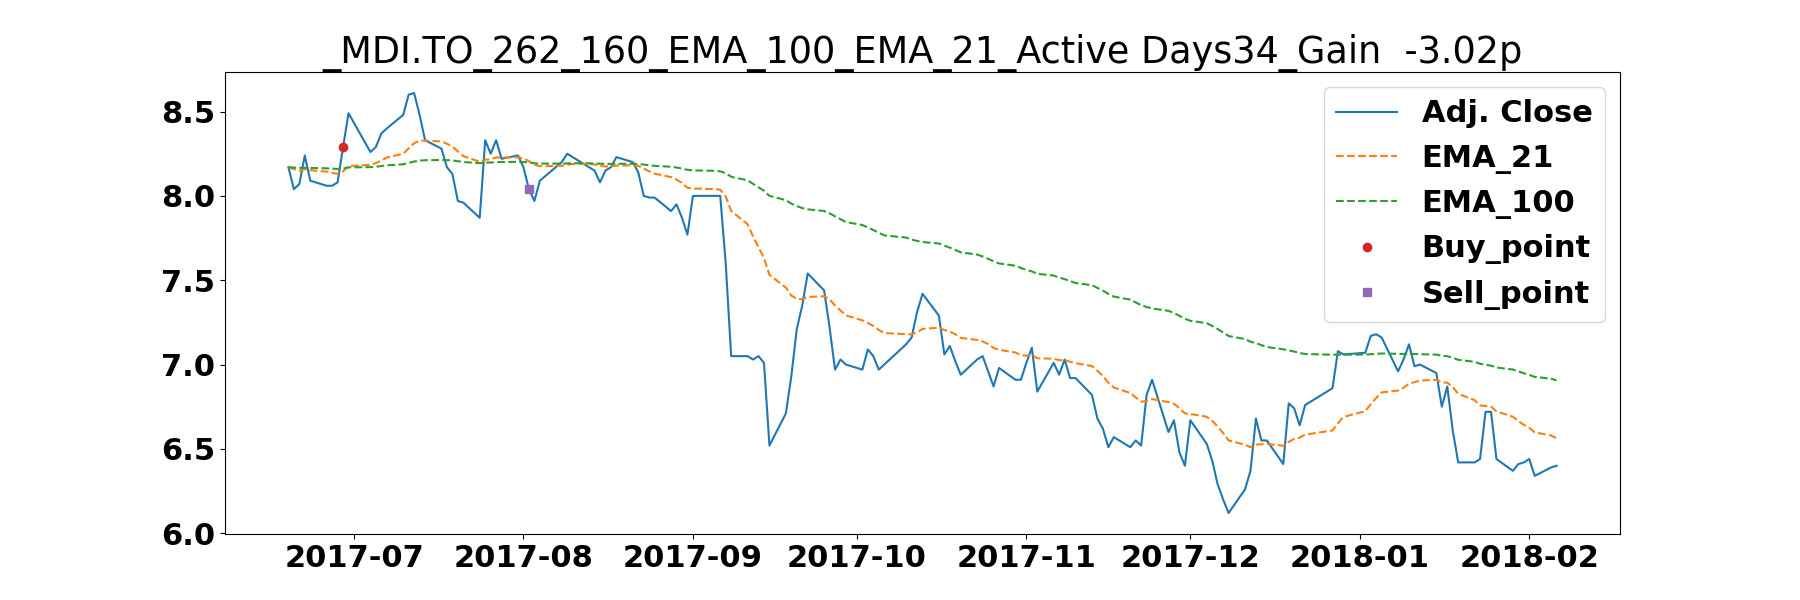 _MDI.TO_262_160_EMA_100_EMA_21_Active Days34_Gain  -3.02p
8.5
8.0
7.5
7.0
6.5
6.0
Adj. Close
EMA_21
EMA_100
Buy_point
Sell_point
2017-07 2017-08 2017-09 2017-10 2017-11 2017-12 2018-01 2018-02